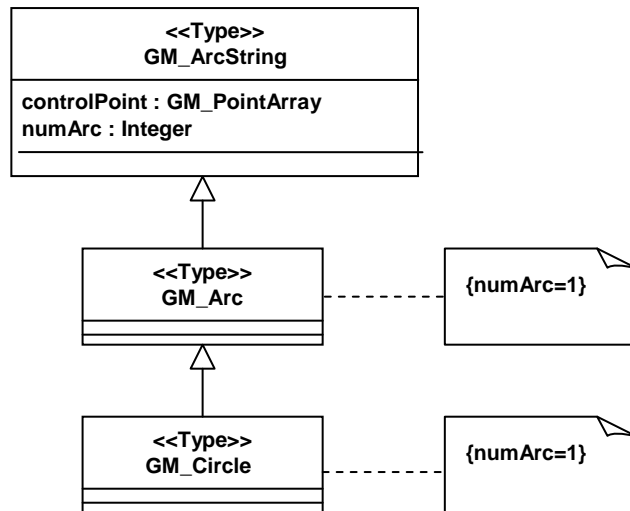 <<Type>>
GM_ArcString
controlPoint : GM_PointArray
numArc : Integer
<<Type>>
GM_Arc
{numArc=1}
<<Type>>
GM_Circle
{numArc=1}